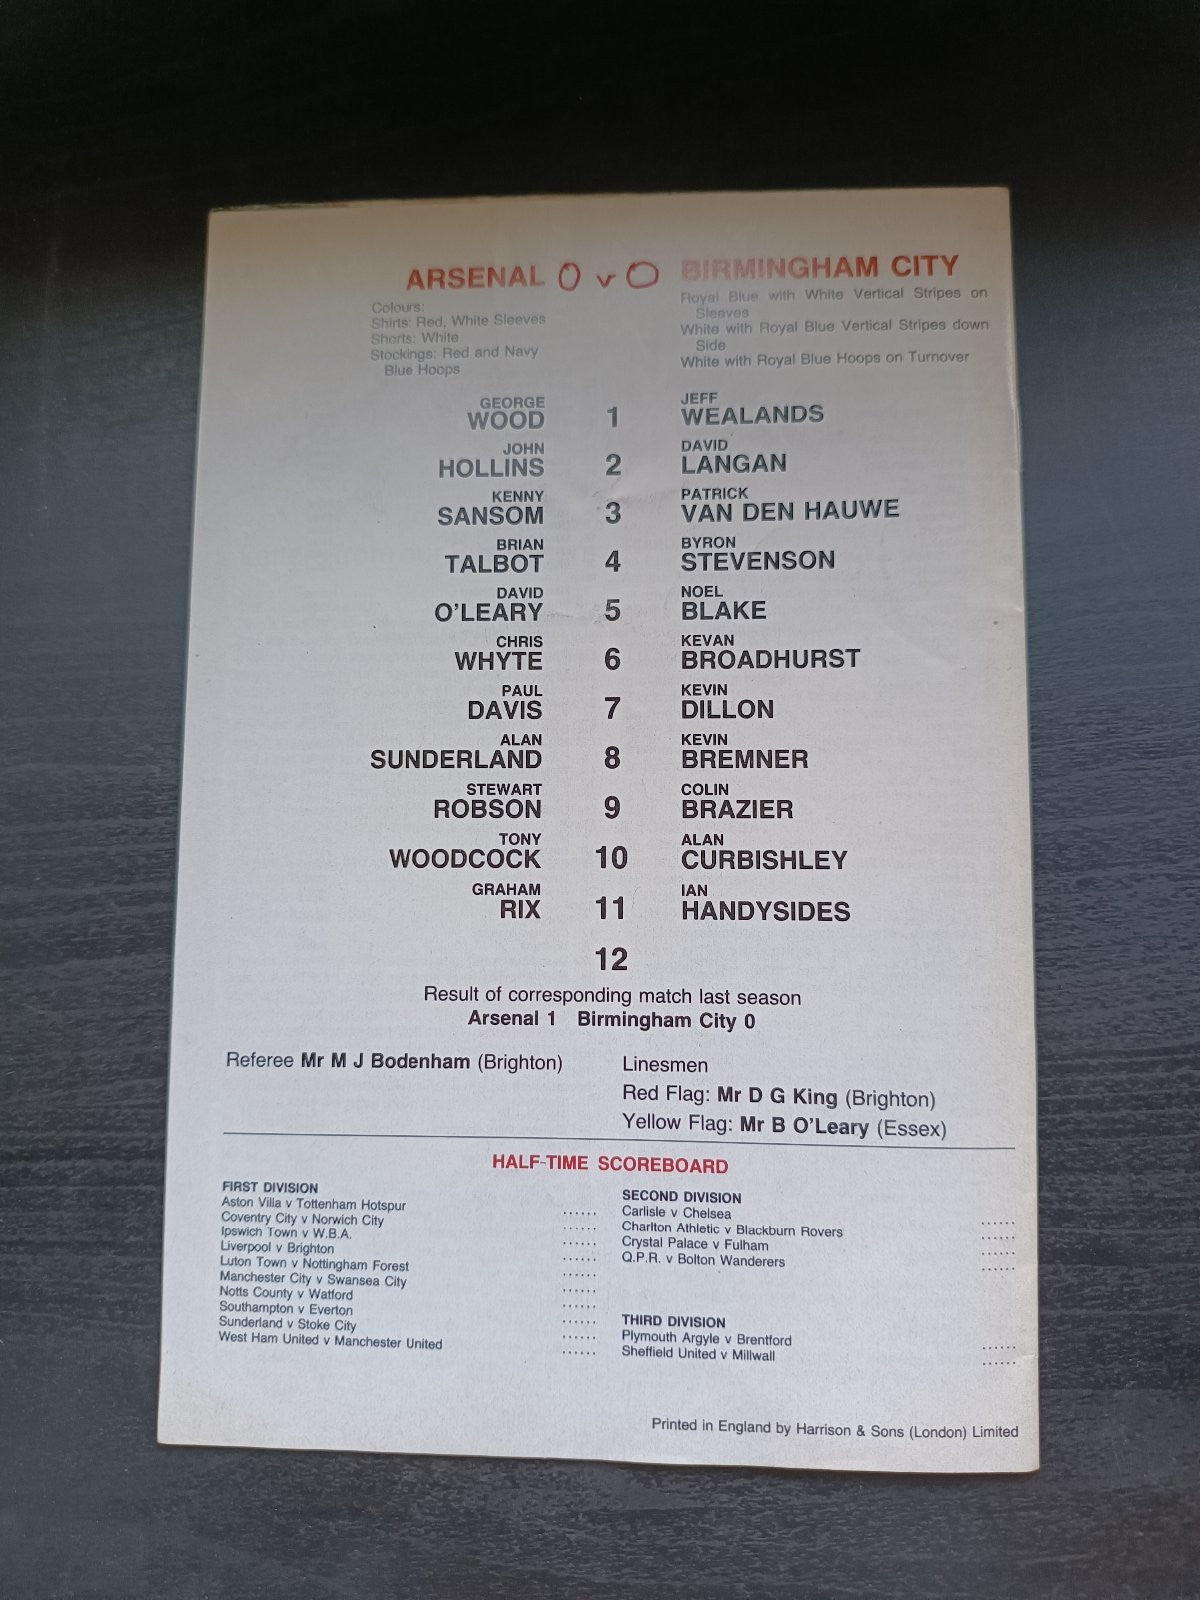 ARSENAL 0 v 0 BIRMINGHAM CITY
Colours:
Shirts: Red, White Sleeves
Shorts: White
Stockings: Red and Navy
Blue Hoops
Royal Blue with White Vertical Stripes on
Sleeves
White with Royal Blue Vertical Stripes down
Side
White with Royal Blue Hoops on Turnover
GEORGE JEFF
WOOD 1 WEALANDS
JOHN DAVID
HOLLINS 2 LANGAN
KENNY PATRICK
SANSOM 3 VAN DEN HAUWE
BRIAN BYRON
TALBOT 4 STEVENSON
DAVID NOEL
O'LEARY 5 BLAKE
CHRIS KEVAN
WHYTE 6 BROADHURST
PAUL KEVIN
DAVIS 7 DILLON
ALAN KEVIN
SUNDERLAND 8 BREMNER
STEWART COLIN
ROBSON 9 BRAZIER
TONY ALAN
WOODCOCK 10 CURBISHLEY
GRAHAM IAN
RIX 11 HANDYSIDES
12
Result of corresponding match last season
Arsenal 1 Birmingham City 0
Referee Mr M J Bodenham (Brighton)
Linesmen
Red Flag: Mr D G King (Brighton)
Yellow Flag: Mr B O'Leary (Essex)
HALF-TIME SCOREBOARD
FIRST DIVISION
Aston Villa v Tottenham Hotspur ......
Coventry City v Norwich City ......
Ipswich Town v W.B.A. ......
Liverpool v Brighton ......
Luton Town v Nottingham Forest ......
Manchester City v Swansea City ......
Notts County v Watford ......
Southampton v Everton ......
Sunderland v Stoke City ......
West Ham United v Manchester United ......
SECOND DIVISION
Carlisle v Chelsea ......
Charlton Athletic v Blackburn Rovers ......
Crystal Palace v Fulham ......
Q.P.R. v Bolton Wanderers ......
THIRD DIVISION
Plymouth Argyle v Brentford ......
Sheffield United v Millwall ......
Printed in England by Harrison & Sons (London) Limited